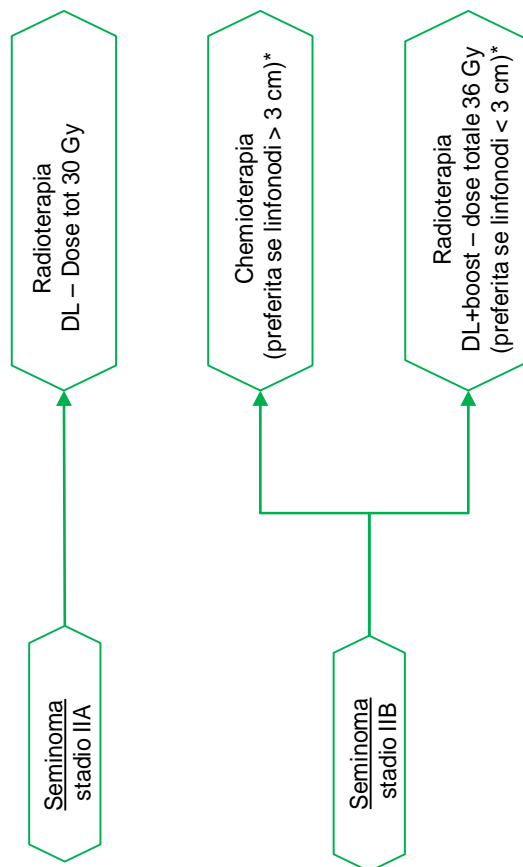 Seminoma
stadio IIA
Radioterapia
DL – Dose tot 30 Gy
Seminoma
stadio IIB
Chemioterapia
(preferita se linfonodi > 3 cm)*
Radioterapia
DL+boost – dose totale 36 Gy
(preferita se linfonodi < 3 cm)*